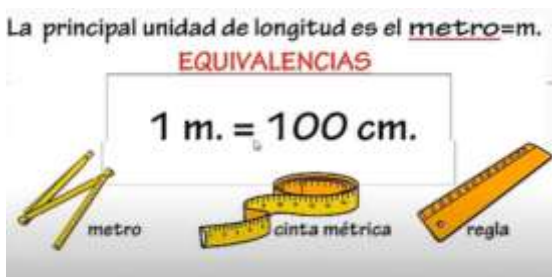 La principal unidad de longitud es el metro=m.
EQUIVALENCIAS
1 m. = 100 cm.
metro
cinta métrica
regla